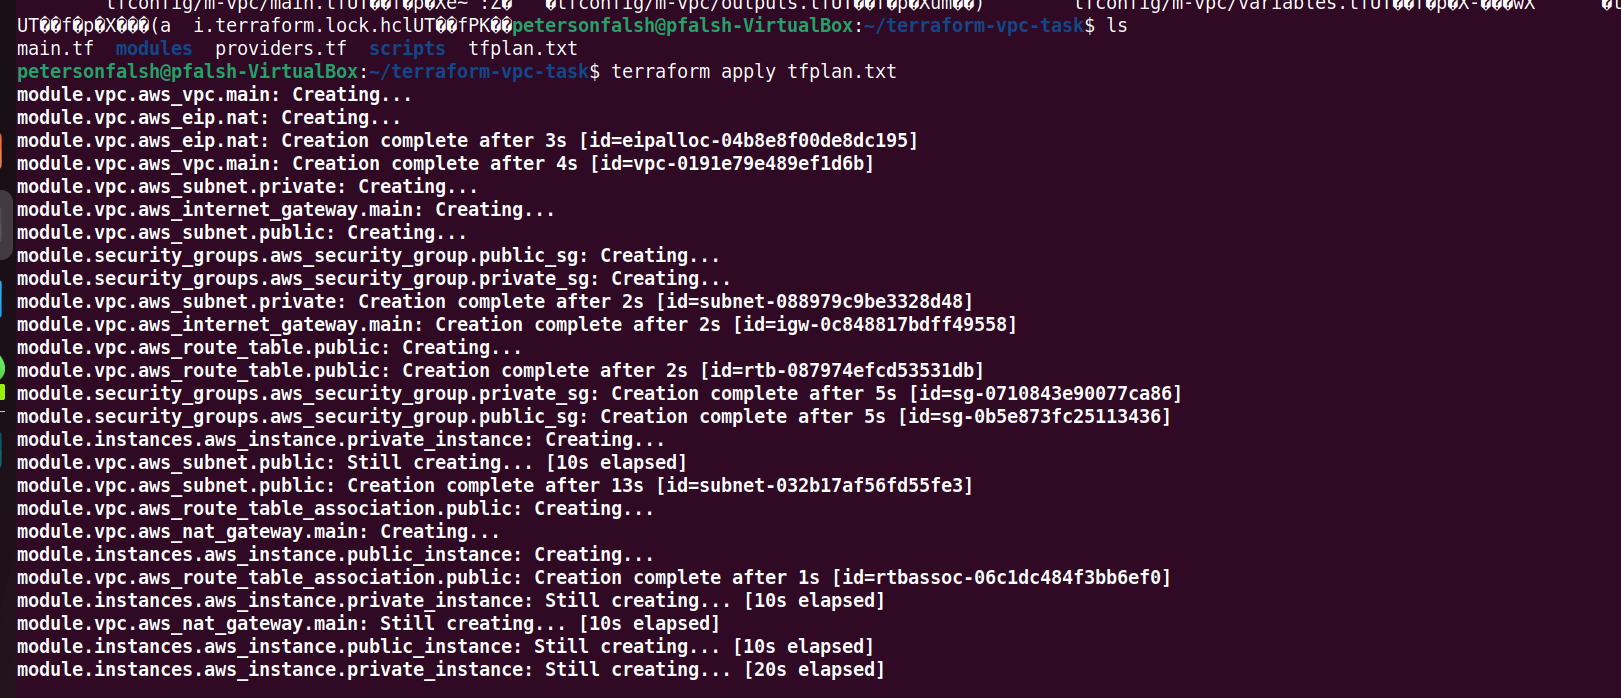 tfconfig/m-vpc/main.tfUT tfconfig/m-vpc/outputs.tfUT tfconfig/m-vpc/variables.tfUT
UT��f�p�X���(a  i.terraform.lock.hclUT��fPK��petersonfalsh@pfalsh-VirtualBox:~/terraform-vpc-task$ ls
main.tf  modules  providers.tf  scripts  tfplan.txt
petersonfalsh@pfalsh-VirtualBox:~/terraform-vpc-task$ terraform apply tfplan.txt
module.vpc.aws_vpc.main: Creating...
module.vpc.aws_eip.nat: Creating...
module.vpc.aws_eip.nat: Creation complete after 3s [id=eipalloc-04b8e8f00de8dc195]
module.vpc.aws_vpc.main: Creation complete after 4s [id=vpc-0191e79e489ef1d6b]
module.vpc.aws_subnet.private: Creating...
module.vpc.aws_internet_gateway.main: Creating...
module.vpc.aws_subnet.public: Creating...
module.security_groups.aws_security_group.public_sg: Creating...
module.security_groups.aws_security_group.private_sg: Creating...
module.vpc.aws_subnet.private: Creation complete after 2s [id=subnet-088979c9be3328d48]
module.vpc.aws_internet_gateway.main: Creation complete after 2s [id=igw-0c848817bdff49558]
module.vpc.aws_route_table.public: Creating...
module.vpc.aws_route_table.public: Creation complete after 2s [id=rtb-087974efcd53531db]
module.security_groups.aws_security_group.private_sg: Creation complete after 5s [id=sg-0710843e90077ca86]
module.security_groups.aws_security_group.public_sg: Creation complete after 5s [id=sg-0b5e873fc25113436]
module.instances.aws_instance.private_instance: Creating...
module.vpc.aws_subnet.public: Still creating... [10s elapsed]
module.vpc.aws_subnet.public: Creation complete after 13s [id=subnet-032b17af56fd55fe3]
module.vpc.aws_route_table_association.public: Creating...
module.vpc.aws_nat_gateway.main: Creating...
module.instances.aws_instance.public_instance: Creating...
module.vpc.aws_route_table_association.public: Creation complete after 1s [id=rtbassoc-06c1dc484f3bb6ef0]
module.instances.aws_instance.private_instance: Still creating... [10s elapsed]
module.vpc.aws_nat_gateway.main: Still creating... [10s elapsed]
module.instances.aws_instance.public_instance: Still creating... [10s elapsed]
module.instances.aws_instance.private_instance: Still creating... [20s elapsed]